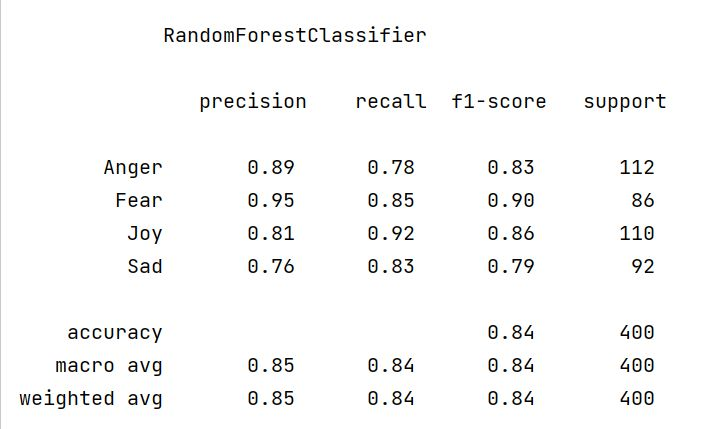 RandomForestClassifier
precision recall f1-score support
Anger 0.89 0.78 0.83 112
Fear 0.95 0.85 0.90 86
Joy 0.81 0.92 0.86 110
Sad 0.76 0.83 0.79 92
accuracy 0.84 400
macro avg 0.85 0.84 0.84 400
weighted avg 0.85 0.84 0.84 400